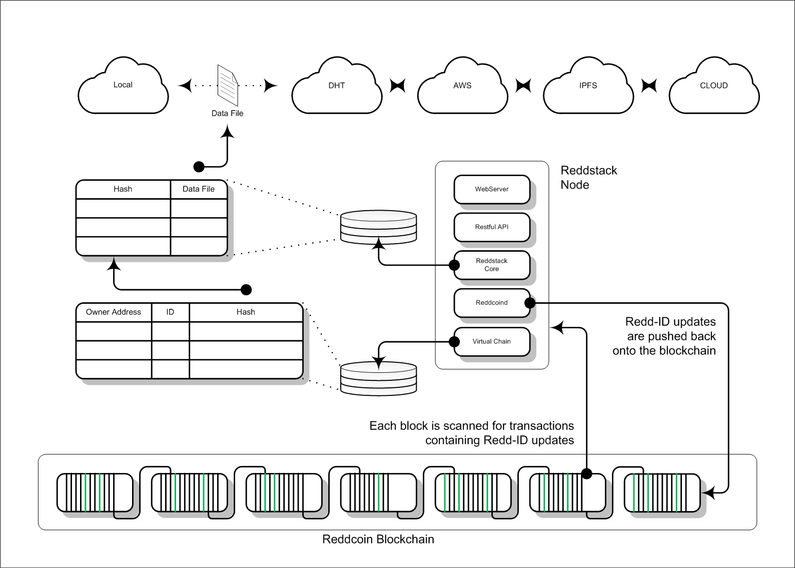 Local
Data File
DHT
AWS
IPFS
CLOUD
Hash
Data File
Reddstack
Node
WebServer
Restful API
Reddstack
Core
Reddcoind
Virtual Chain
Owner Address
ID
Hash
Redd-ID updates
are pushed back
onto the blockchain
Each block is scanned for transactions
containing Redd-ID updates
Reddcoin Blockchain